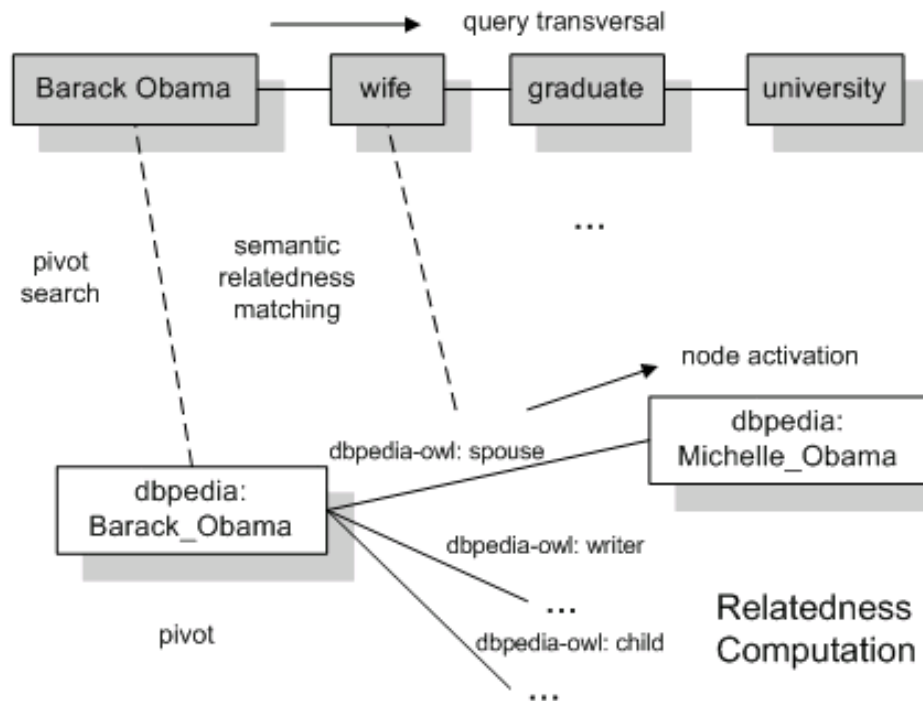 query transversal
Barack Obama
wife
graduate
university
...
pivot
search
semantic
relatedness
matching
node activation
dbpedia-owl: spouse
dbpedia:
Michelle_Obama
dbpedia:
Barack_Obama
dbpedia-owl: writer
...
pivot
dbpedia-owl: child
...
Relatedness
Computation